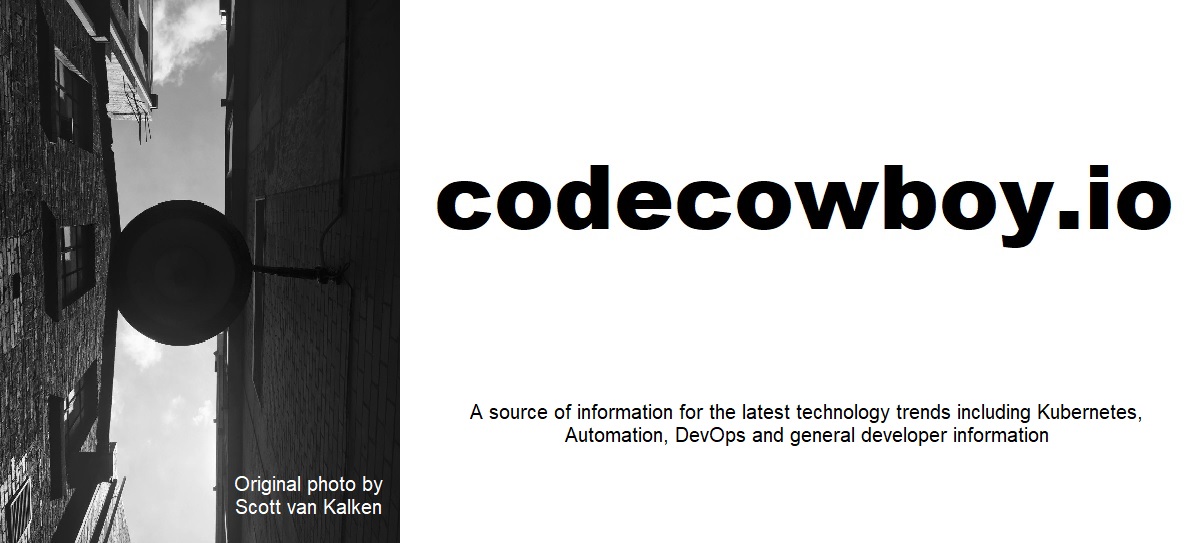 codecowboy.io
A source of information for the latest technology trends including Kubernetes,
Automation, DevOps and general developer information
Original photo by
Scott van Kalken